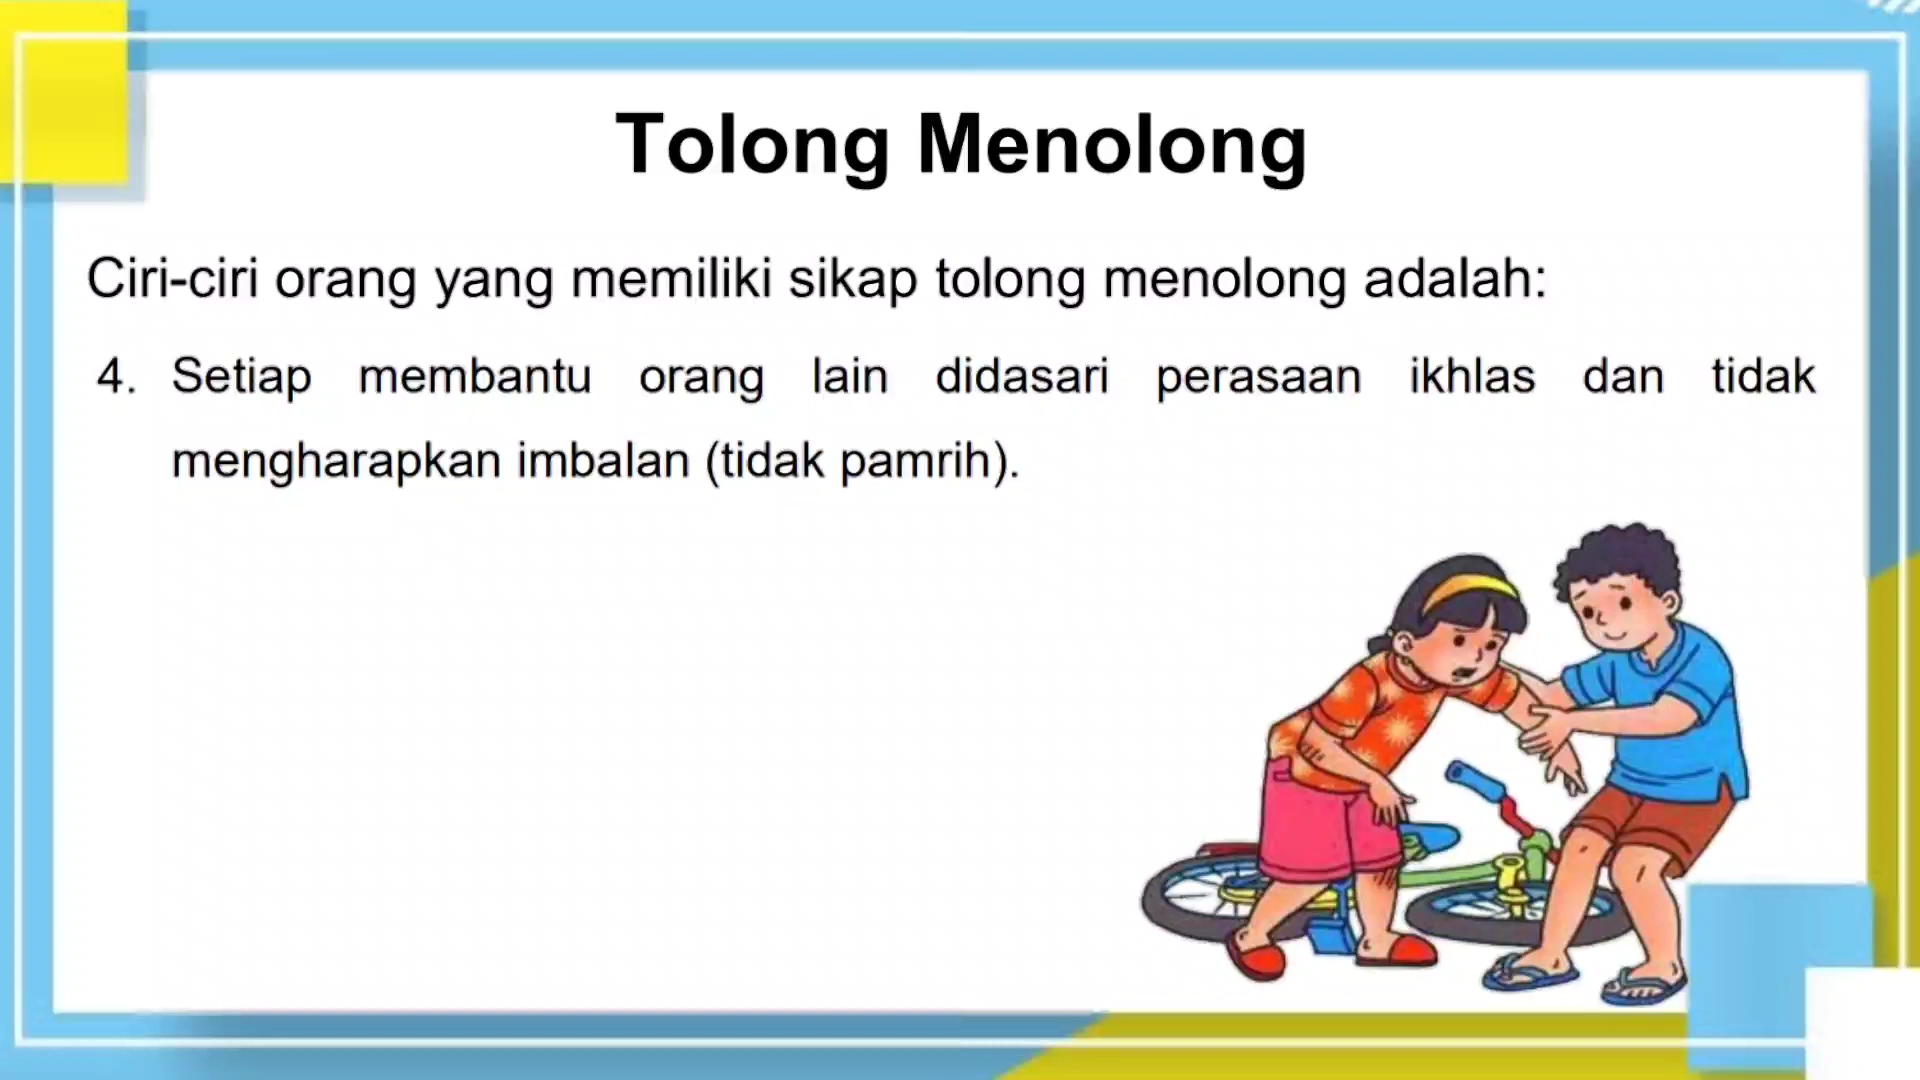 Tolong Menolong
Ciri-ciri orang yang memiliki sikap tolong menolong adalah:
4. Setiap membantu orang lain didasari perasaan ikhlas dan tidak
mengharapkan imbalan (tidak pamrih).